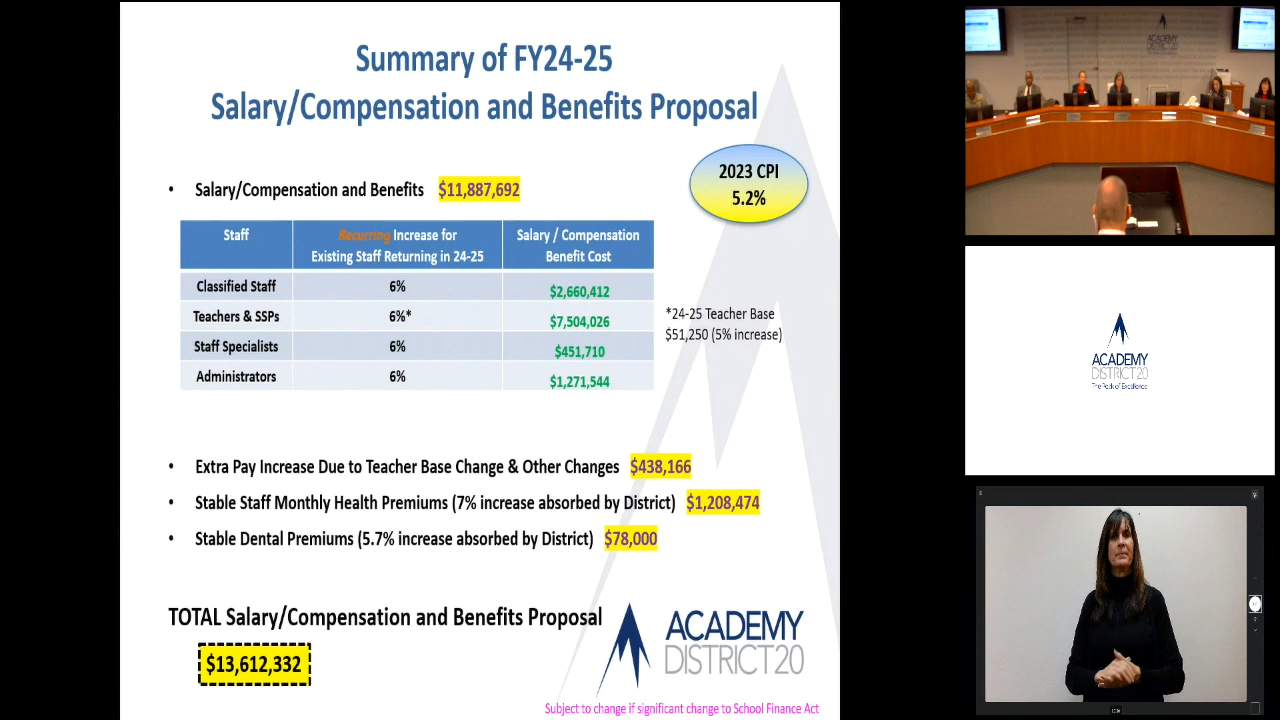 Summary of FY24-25
Salary/Compensation and Benefits Proposal
2023 CPI
5.2%
• Salary/Compensation and Benefits $11,887,692
Staff Recurring Increase for Existing Staff Returning in 24-25 Salary / Compensation Benefit Cost
Classified Staff 6% $2,660,412
Teachers & SSPs 6%* $7,504,026
Staff Specialists 6% $451,710
Administrators 6% $1,271,544
*24-25 Teacher Base
$51,250 (5% increase)
• Extra Pay Increase Due to Teacher Base Change & Other Changes $438,166
• Stable Staff Monthly Health Premiums (7% increase absorbed by District) $1,208,474
• Stable Dental Premiums (5.7% increase absorbed by District) $78,000
TOTAL Salary/Compensation and Benefits Proposal
$13,612,332
ACADEMY
DISTRICT 20
Subject to change if significant change to School Finance Act
ACADEMY
DISTRICT 20
ACADEMY
DISTRICT20
The Peak of Excellence